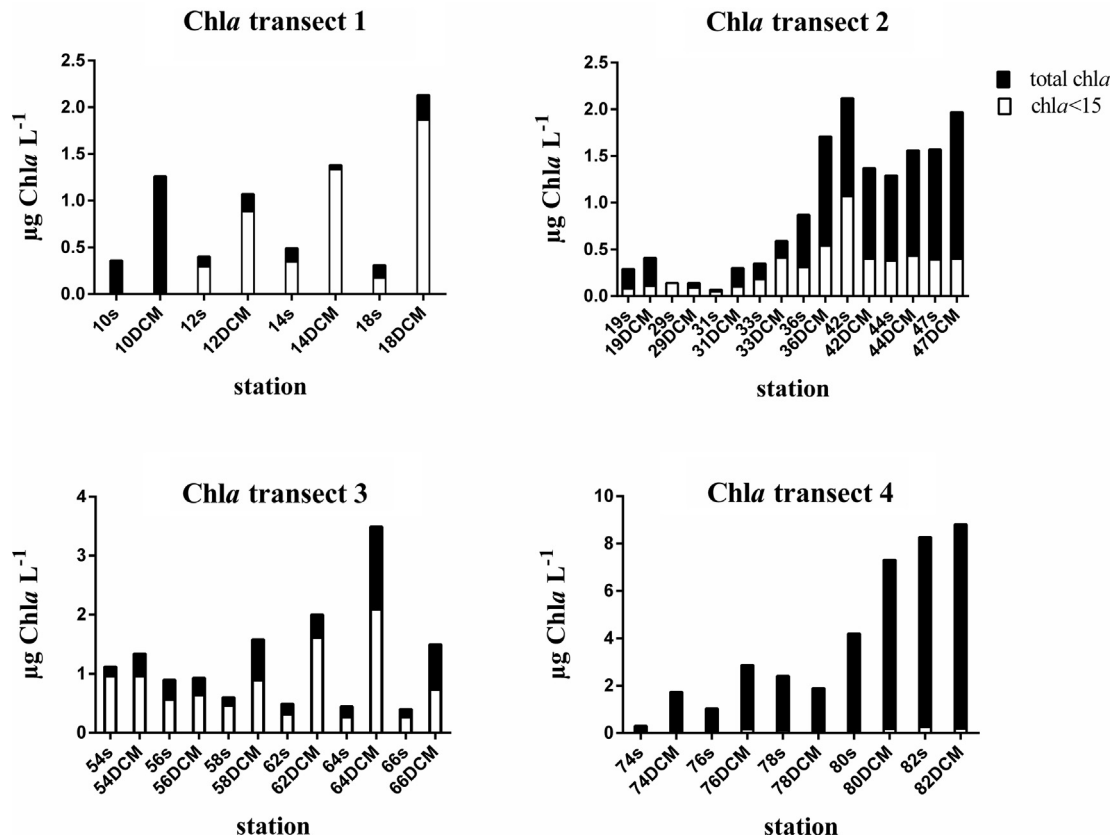 Chla transect 1
µg Chla L⁻¹
2.5
2.0
1.5
1.0
0.5
0.0
10s
10DCM
12s
12DCM
14s
14DCM
18s
18DCM
station
Chla transect 2
µg Chla L⁻¹
2.5
2.0
1.5
1.0
0.5
0.0
19s
19DCM
29s
29DCM
31s
31DCM
33s
33DCM
36s
36DCM
42s
42DCM
44s
44DCM
47s
47DCM
station
total chla
chla<15
Chla transect 3
µg Chla L⁻¹
4
3
2
1
0
54s
54DCM
56s
56DCM
58s
58DCM
62s
62DCM
64s
64DCM
66s
66DCM
station
Chla transect 4
µg Chla L⁻¹
10
8
6
4
2
0
74s
74DCM
76s
76DCM
78s
78DCM
80s
80DCM
82s
82DCM
station